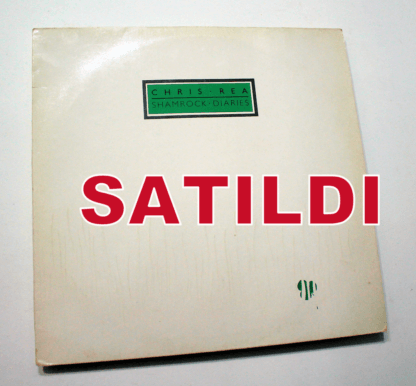 CHRIS · REA
SHAMROCK · DIARIES
SATILDI